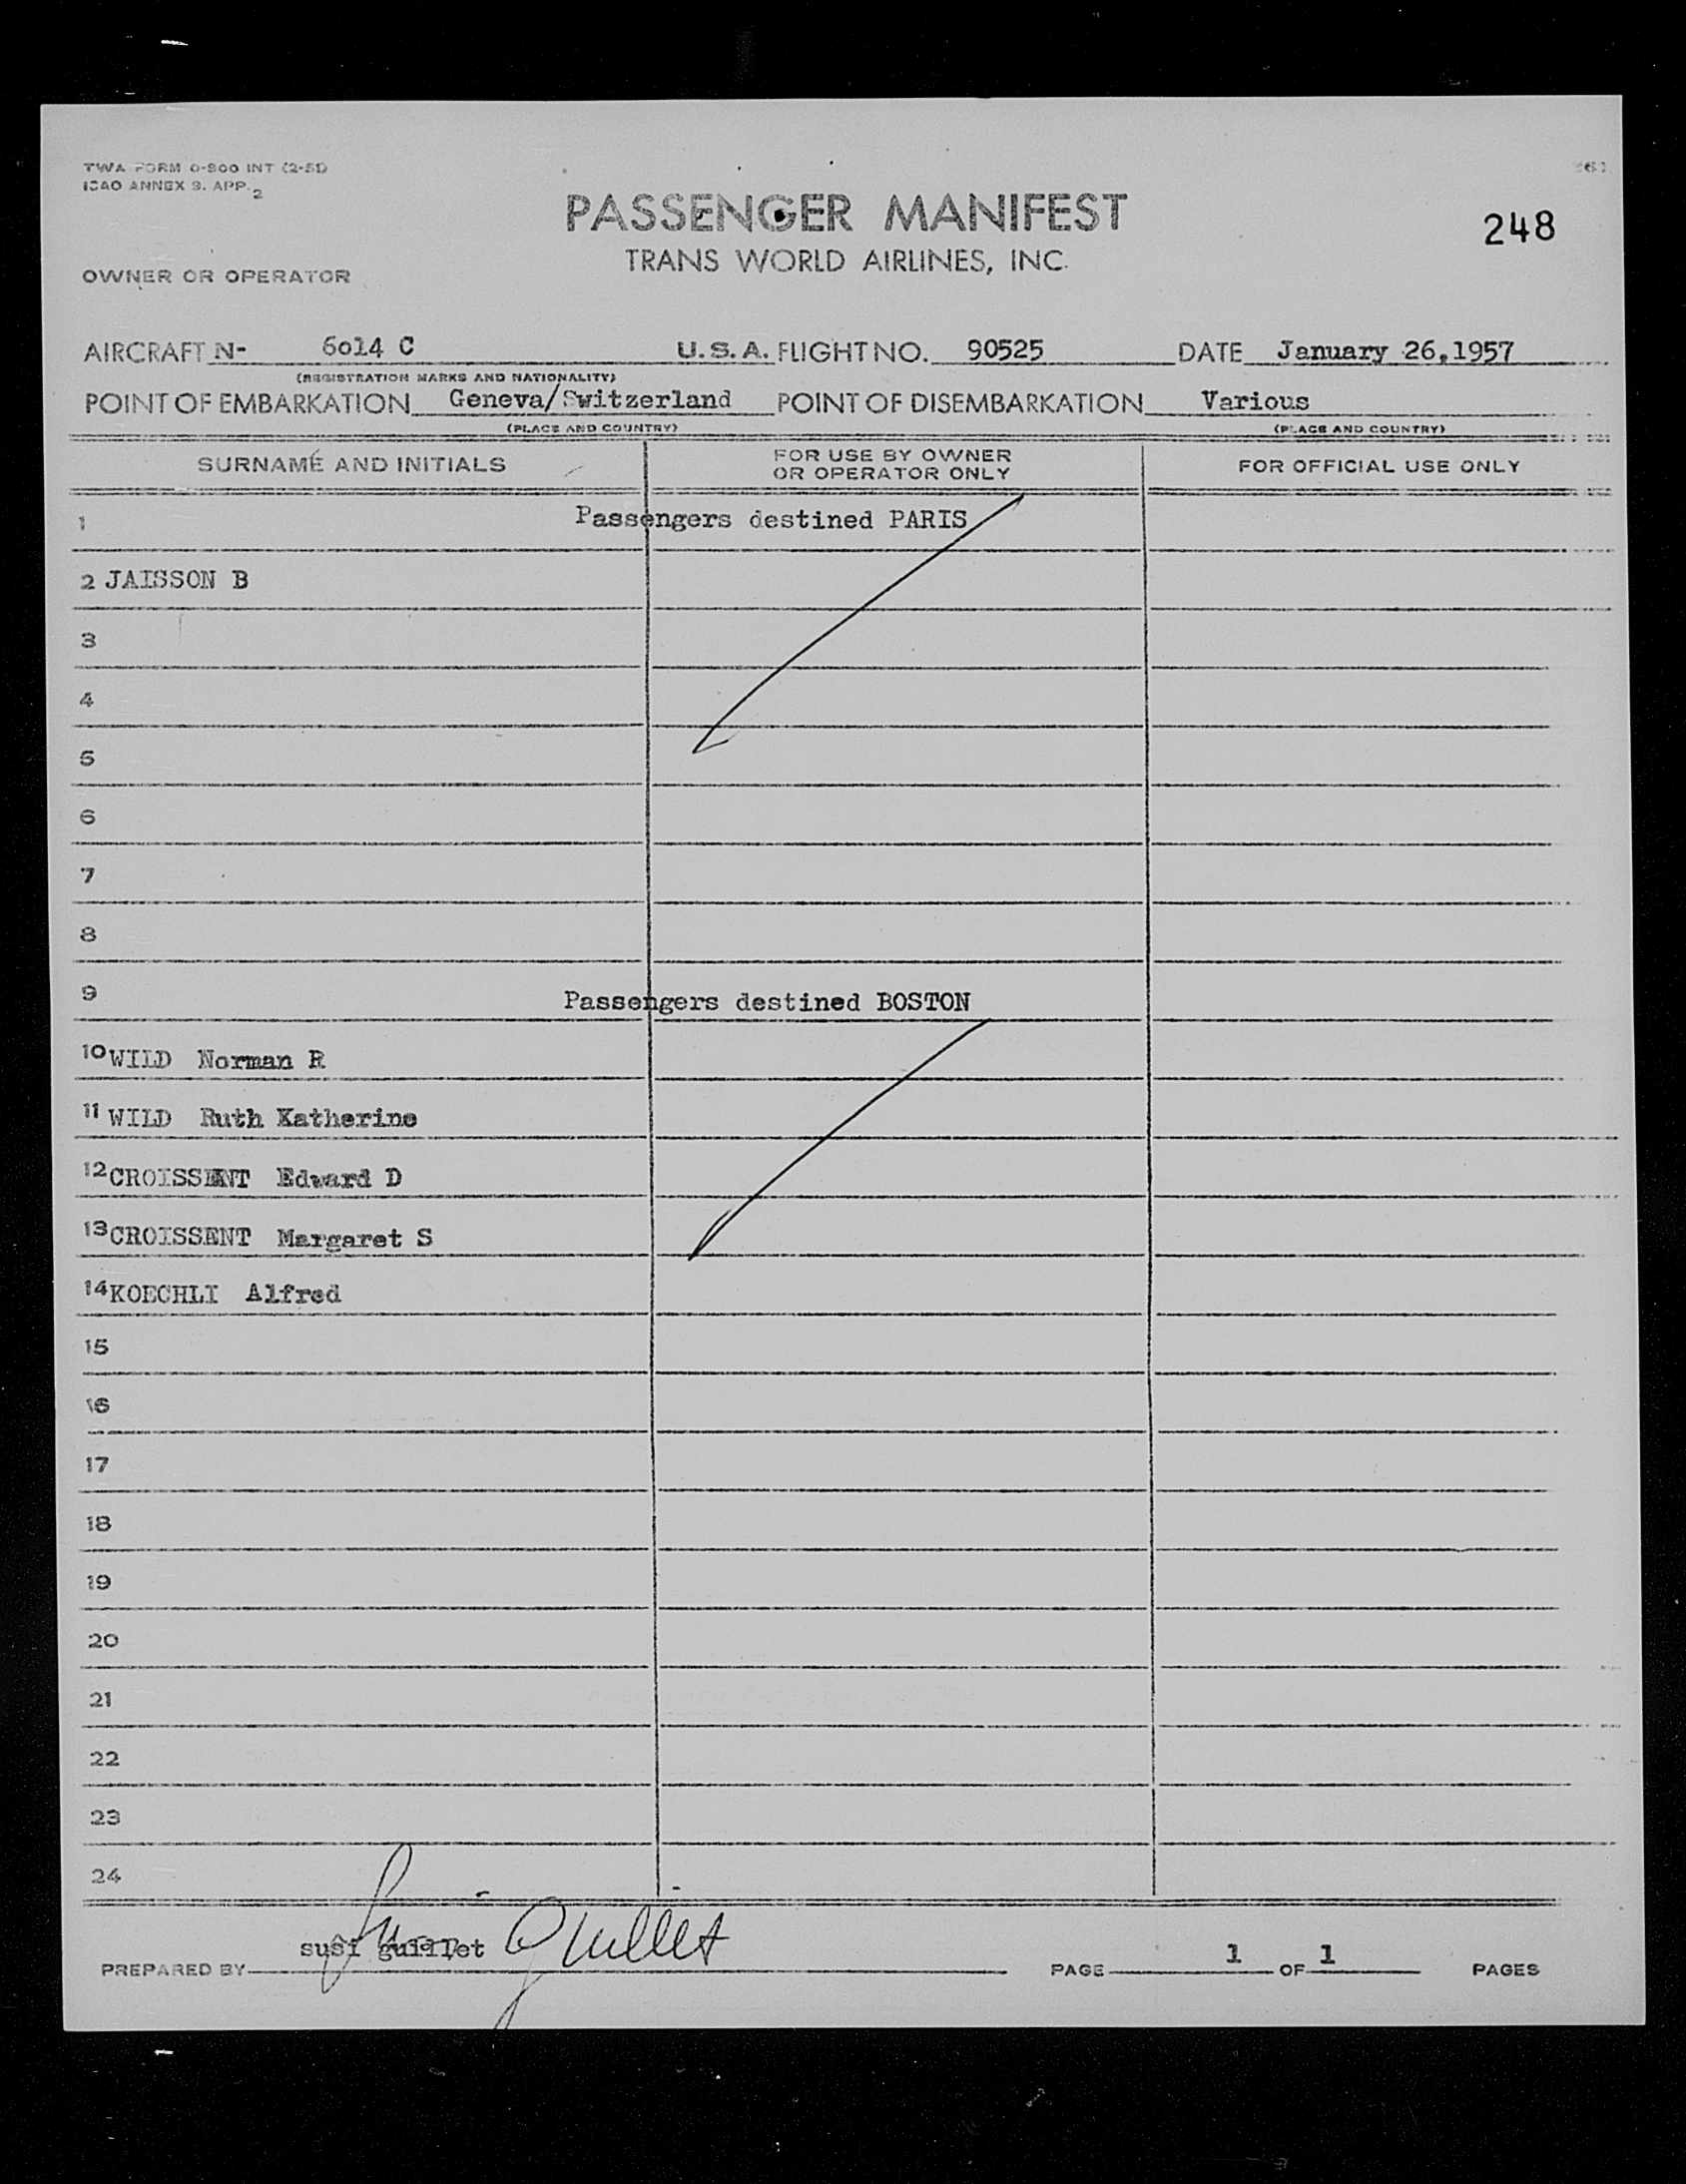 TWA FORM 0-800 INT (2-51)
ICAO ANNEX 9. APP. 2
PASSENGER MANIFEST
248
TRANS WORLD AIRLINES, INC.
OWNER OR OPERATOR
AIRCRAFT N- 6014 C U.S.A. FLIGHT NO. 90525 DATE January 26,1957
(REGISTRATION MARKS AND NATIONALITY)
POINT OF EMBARKATION Geneva/Switzerland POINT OF DISEMBARKATION Various
(PLACE AND COUNTRY) (PLACE AND COUNTRY)
SURNAME AND INITIALS FOR USE BY OWNER OR OPERATOR ONLY FOR OFFICIAL USE ONLY
1 Passengers destined PARIS
2 JAISSON B
3
4
5
6
7
8
9 Passengers destined BOSTON
10 WILD Norman R
11 WILD Ruth Katherine
12 CROISSENT Edward D
13 CROISSENT Margaret S
14 KOECHLI Alfred
15
16
17
18
19
20
21
22
23
24
PREPARED BY susi guillet Susi Guillet PAGE 1 OF 1 PAGES